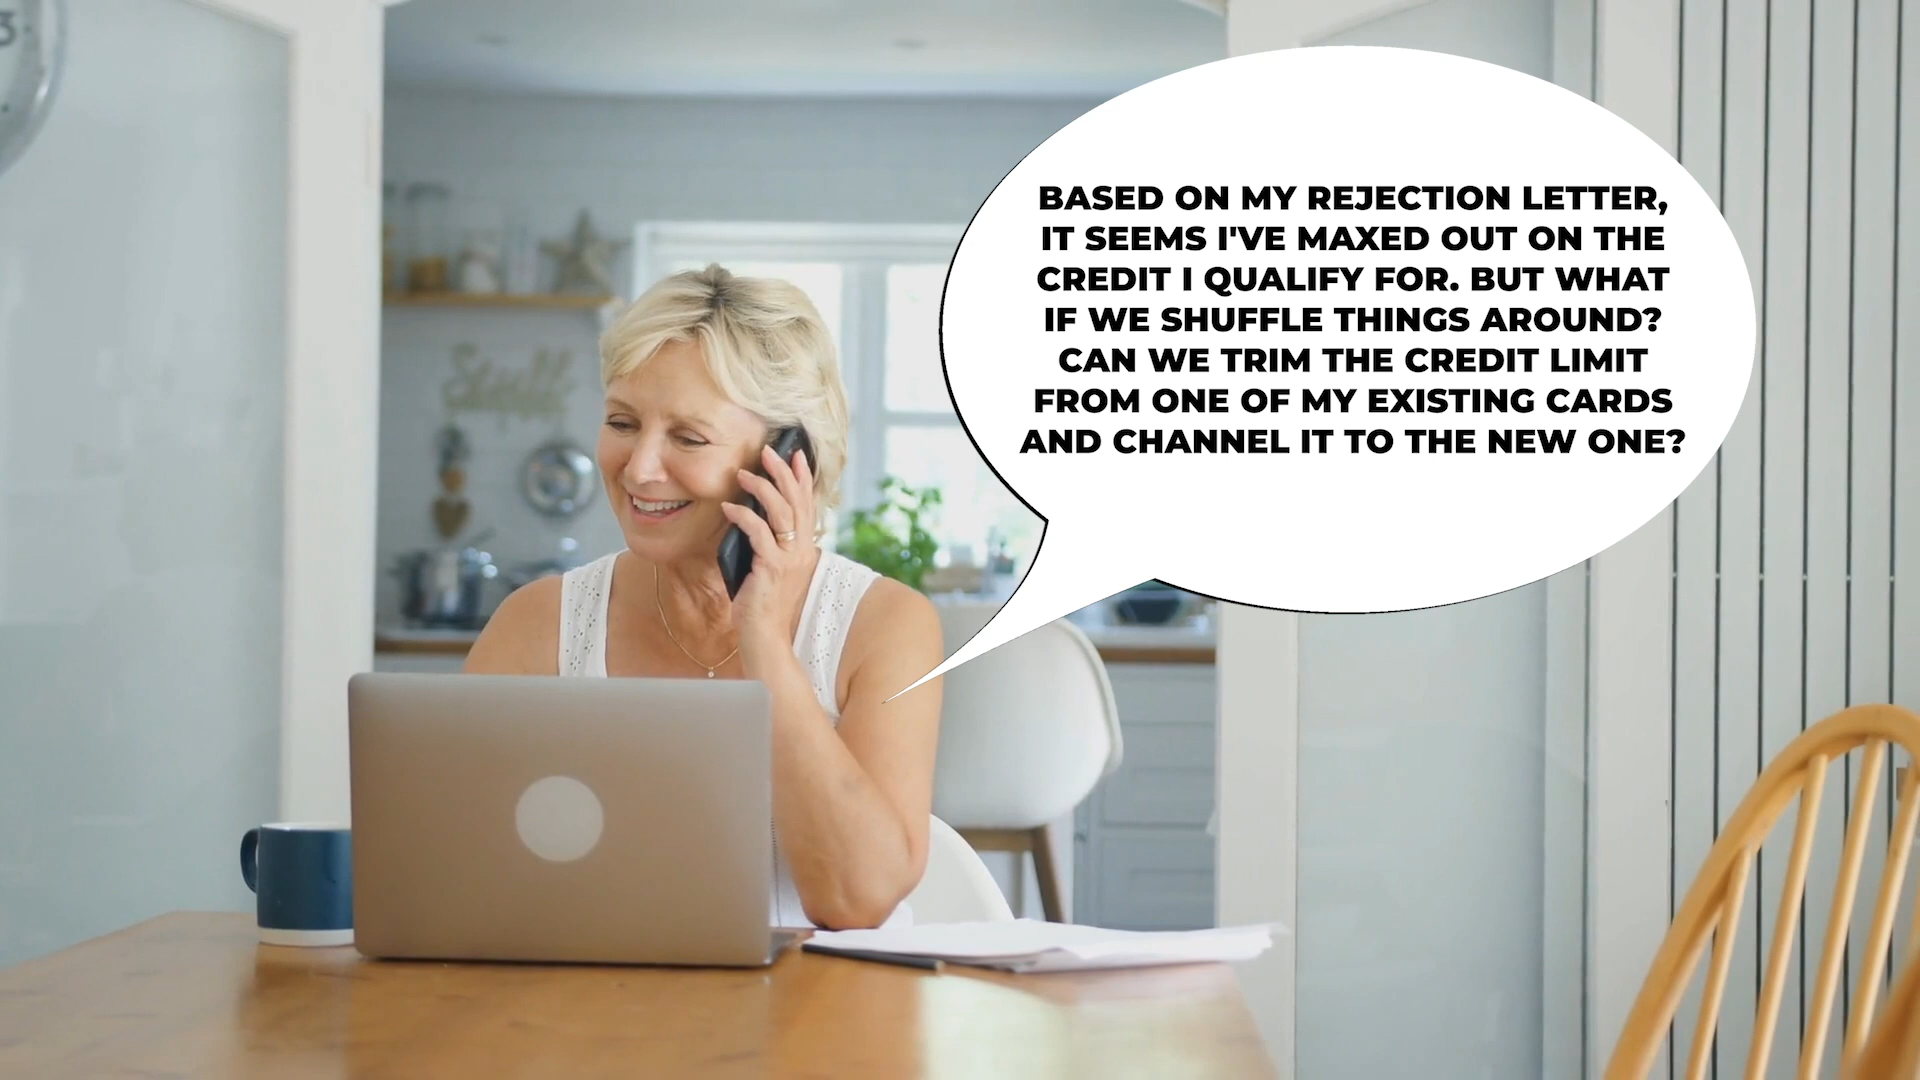 BASED ON MY REJECTION LETTER,
IT SEEMS I'VE MAXED OUT ON THE
CREDIT I QUALIFY FOR. BUT WHAT
IF WE SHUFFLE THINGS AROUND?
CAN WE TRIM THE CREDIT LIMIT
FROM ONE OF MY EXISTING CARDS
AND CHANNEL IT TO THE NEW ONE?
3